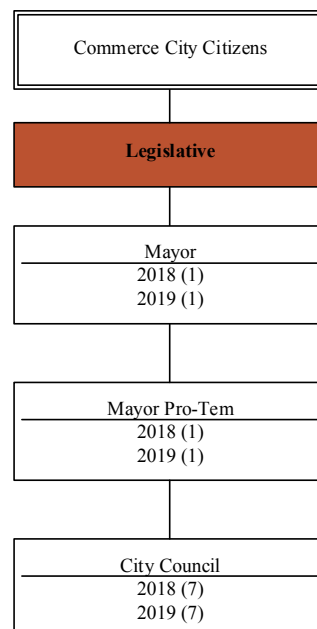 Commerce City Citizens
Legislative
Mayor
2018 (1)
2019 (1)
Mayor Pro-Tem
2018 (1)
2019 (1)
City Council
2018 (7)
2019 (7)